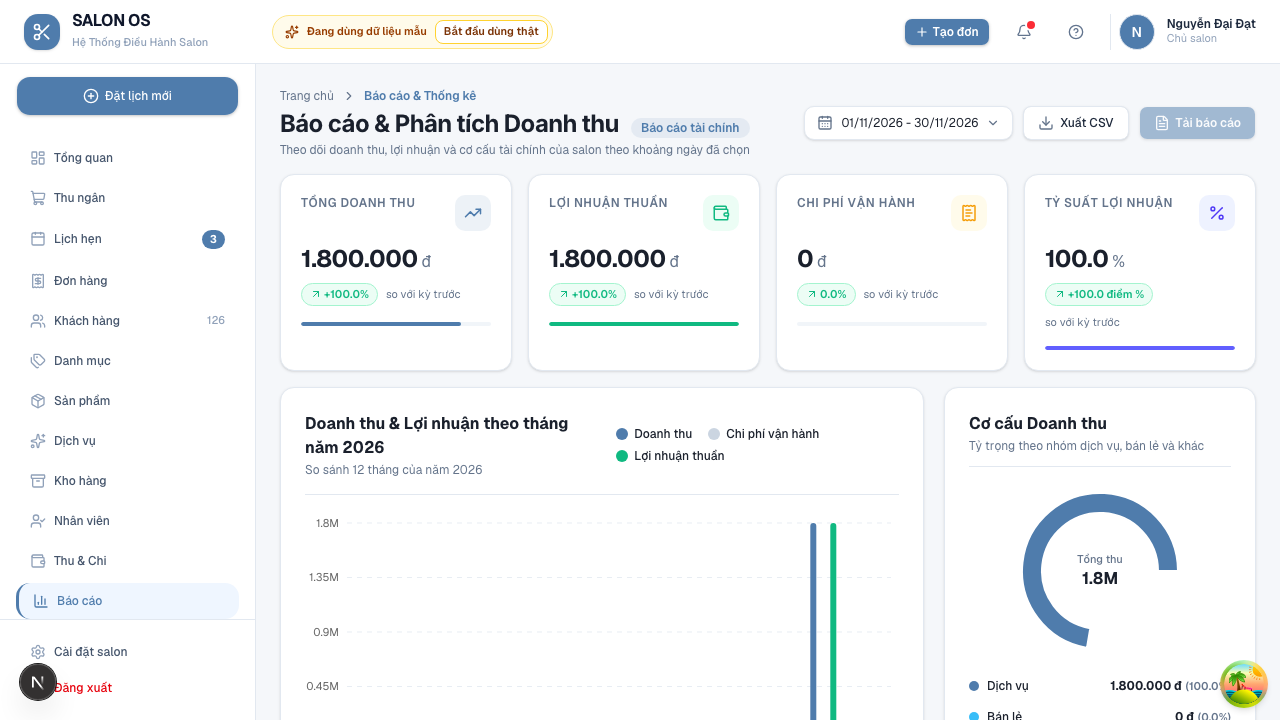 SALON OS
Hệ Thống Điều Hành Salon
Đang dùng dữ liệu mẫu
Bắt đầu dùng thật
Tạo đơn
N
Nguyễn Đại Đạt
Chủ salon
Đặt lịch mới
Tổng quan
Thu ngân
Lịch hẹn
3
Đơn hàng
Khách hàng
126
Danh mục
Sản phẩm
Dịch vụ
Kho hàng
Nhân viên
Thu & Chi
Báo cáo
Cài đặt salon
N
Đăng xuất
Trang chủ
Báo cáo & Thống kê
Báo cáo & Phân tích Doanh thu
Báo cáo tài chính
Theo dõi doanh thu, lợi nhuận và cơ cấu tài chính của salon theo khoảng ngày đã chọn
01/11/2026 - 30/11/2026
Xuất CSV
Tải báo cáo
TỔNG DOANH THU
1.800.000 đ
+100.0%
so với kỳ trước
LỢI NHUẬN THUẦN
1.800.000 đ
+100.0%
so với kỳ trước
CHI PHÍ VẬN HÀNH
0 đ
0.0%
so với kỳ trước
TỶ SUẤT LỢI NHUẬN
100.0 %
+100.0 điểm %
so với kỳ trước
Doanh thu & Lợi nhuận theo tháng
năm 2026
So sánh 12 tháng của năm 2026
Doanh thu
Chi phí vận hành
Lợi nhuận thuần
1.8M
1.35M
0.9M
0.45M
Cơ cấu Doanh thu
Tỷ trọng theo nhóm dịch vụ, bán lẻ và khác
Tổng thu
1.8M
Dịch vụ
1.800.000 đ (100.0
Bán lẻ
0 đ (0.0%)